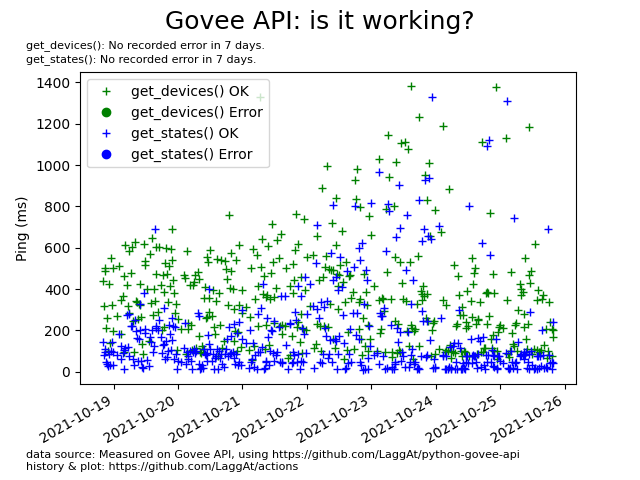 Govee API: is it working?
get_devices(): No recorded error in 7 days.
get_states(): No recorded error in 7 days.
get_devices() OK
get_devices() Error
get_states() OK
get_states() Error
Ping (ms)
1400
1200
1000
800
600
400
200
0
2021-10-19
2021-10-20
2021-10-21
2021-10-22
2021-10-23
2021-10-24
2021-10-25
2021-10-26
data source: Measured on Govee API, using https://github.com/LaggAt/python-govee-api
history & plot: https://github.com/LaggAt/actions